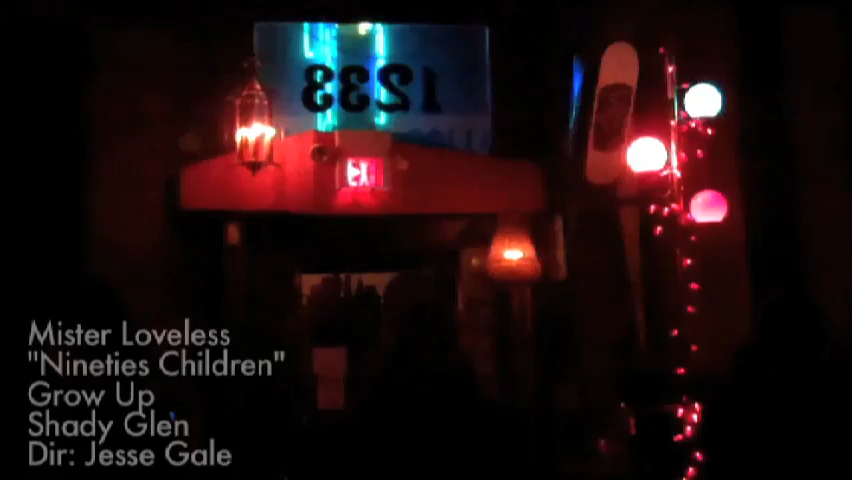 1233
Mister Loveless
"Nineties Children"
Grow Up
Shady Glen
Dir: Jesse Gale